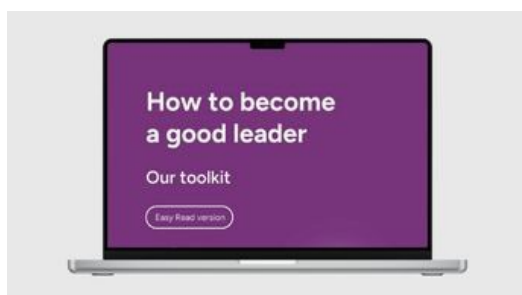 How to become
a good leader
Our toolkit
Easy Read version